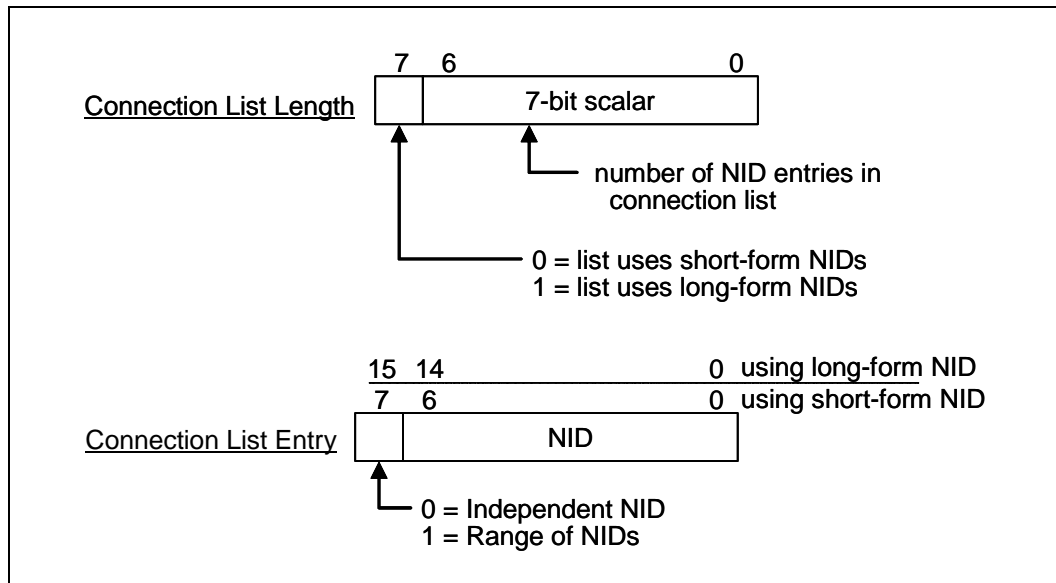 7 6 0
Connection List Length 7-bit scalar
number of NID entries in
connection list
0 = list uses short-form NIDs
1 = list uses long-form NIDs
15 14 0 using long-form NID
7 6 0 using short-form NID
Connection List Entry NID
0 = Independent NID
1 = Range of NIDs